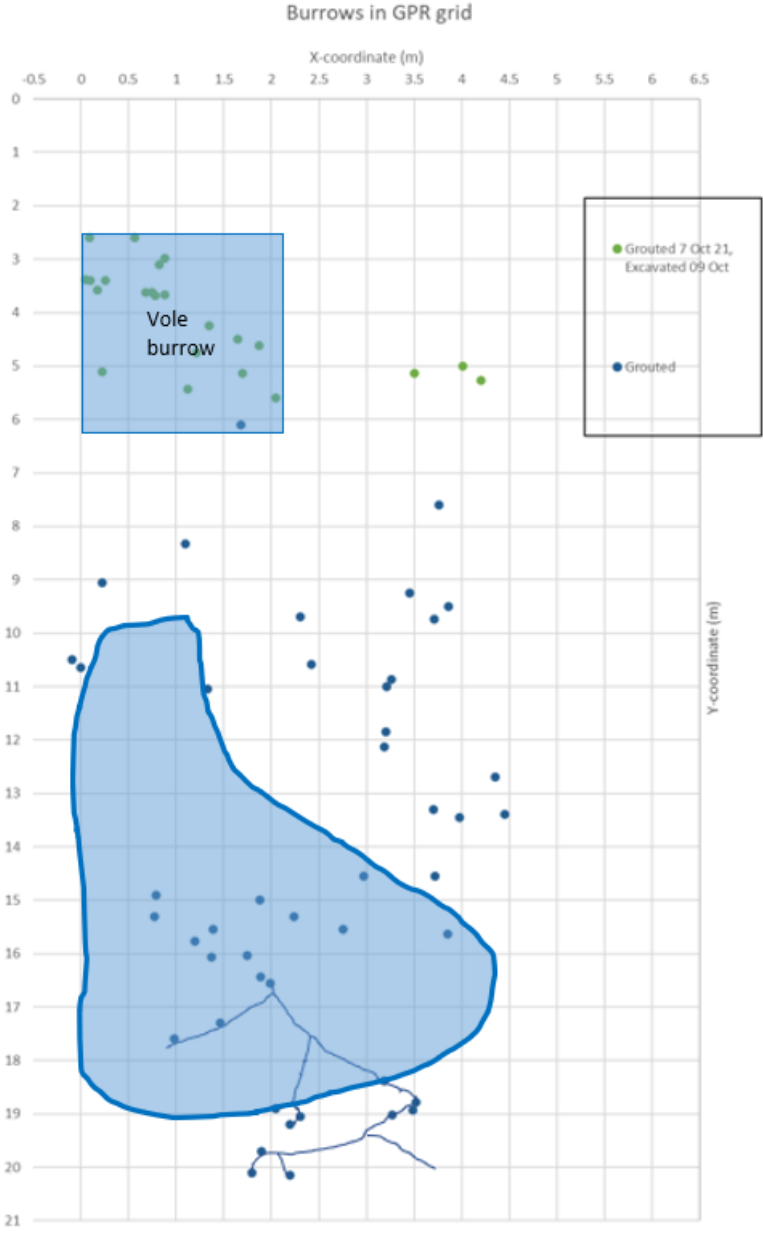 Burrows in GPR grid
X-coordinate (m)
-0.5 0 0.5 1 1.5 2 2.5 3 3.5 4 4.5 5 5.5 6 6.5
0
1
2
3
4
5
6
7
8
9
10
11
12
13
14
15
16
17
18
19
20
21
Vole
burrow
Grouted 7 Oct 21,
Excavated 09 Oct
Grouted
Y-coordinate (m)